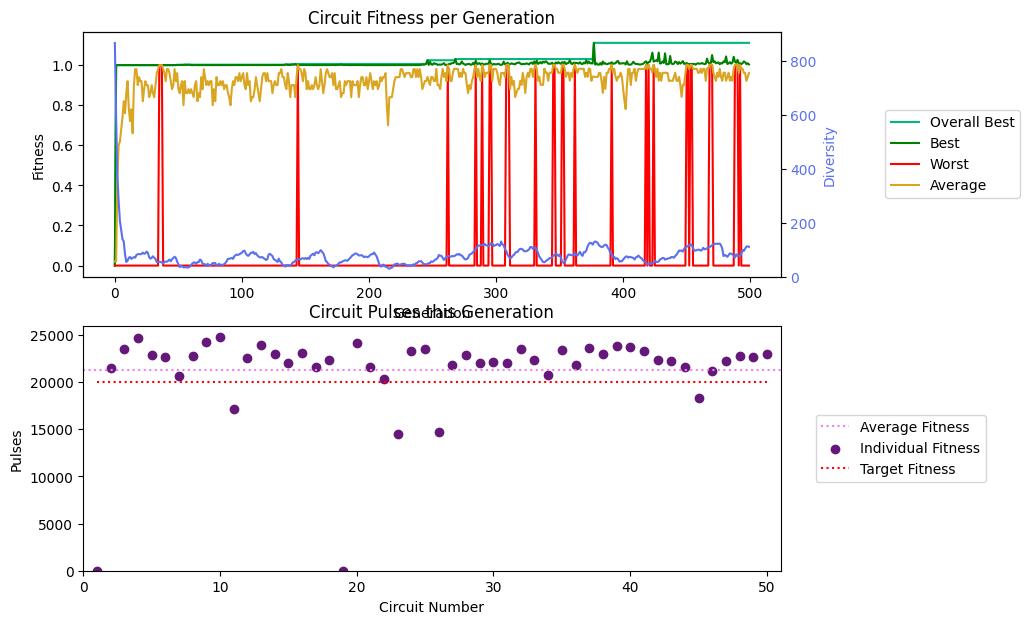 Circuit Fitness per Generation
Fitness
1.0
0.8
0.6
0.4
0.2
0.0
800
600
400
200
0
Diversity
0
100
200
300
400
500
Generation
Overall Best
Best
Worst
Average
Circuit Pulses this Generation
Pulses
25000
20000
15000
10000
5000
0
0
10
20
30
40
50
Circuit Number
Average Fitness
Individual Fitness
Target Fitness